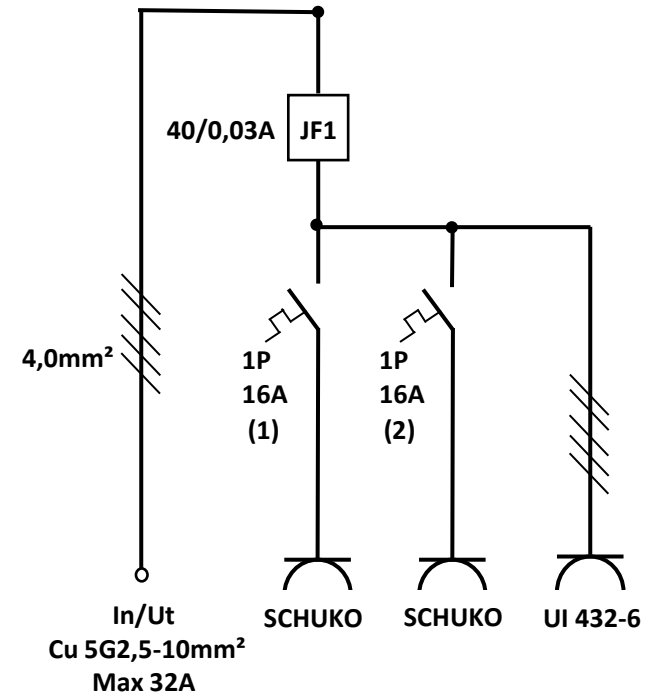 40/0,03A
JF1
4,0mm²
1P
16A
(1)
1P
16A
(2)
In/Ut
Cu 5G2,5-10mm²
Max 32A
SCHUKO
SCHUKO
UI 432-6